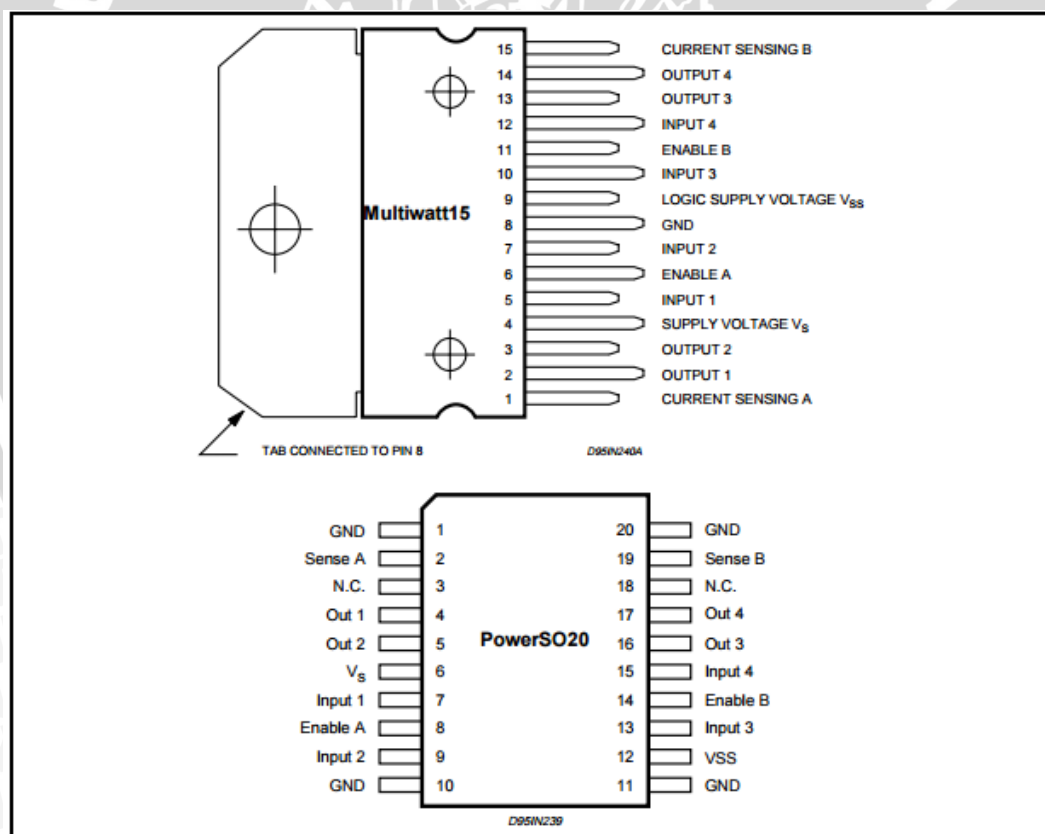 15 CURRENT SENSING B
14 OUTPUT 4
13 OUTPUT 3
12 INPUT 4
11 ENABLE B
10 INPUT 3
9 LOGIC SUPPLY VOLTAGE VSS
Multiwatt15
8 GND
7 INPUT 2
6 ENABLE A
5 INPUT 1
4 SUPPLY VOLTAGE VS
3 OUTPUT 2
2 OUTPUT 1
1 CURRENT SENSING A
TAB CONNECTED TO PIN 8
D95IN240A
GND 1 20 GND
Sense A 2 19 Sense B
N.C. 3 18 N.C.
Out 1 4 17 Out 4
Out 2 5 PowerSO20 16 Out 3
VS 6 15 Input 4
Input 1 7 14 Enable B
Enable A 8 13 Input 3
Input 2 9 12 VSS
GND 10 11 GND
D95IN239